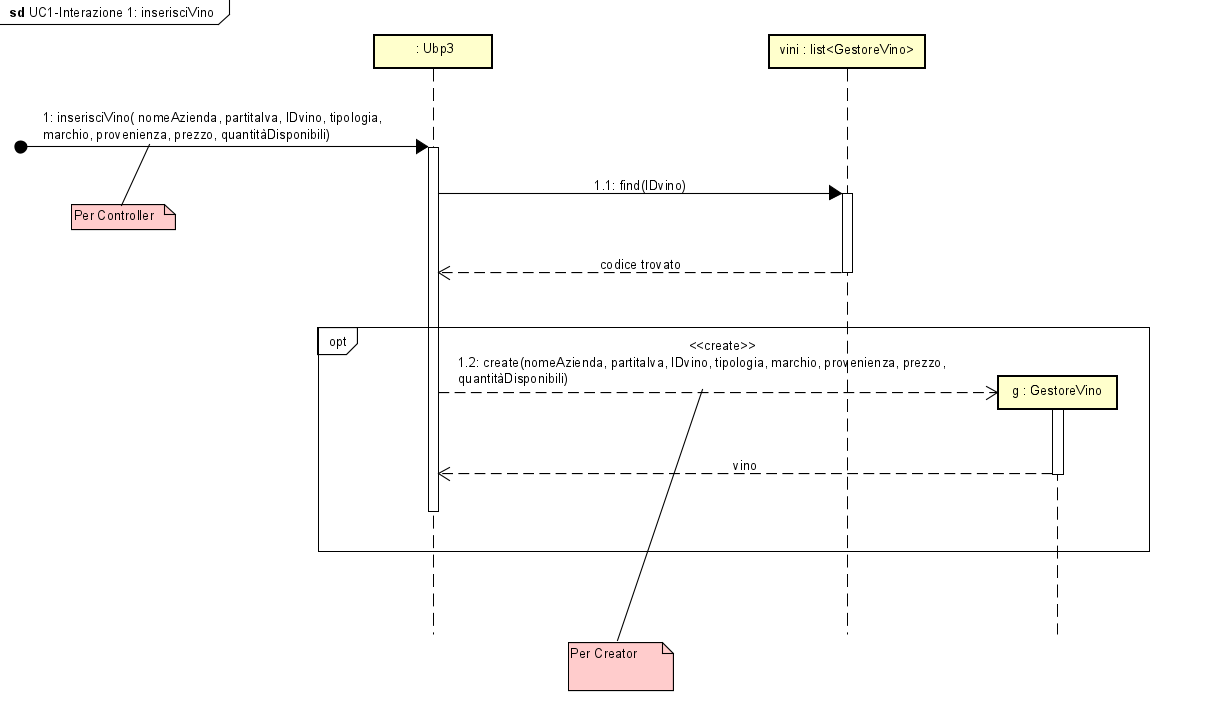 sd UC1-Interazione 1: inserisciVino
: Ubp3
vini : list<GestoreVino>
1: inserisciVino( nomeAzienda, partitaIva, IDvino, tipologia,
marchio, provenienza, prezzo, quantitàDisponibili)
Per Controller
1.1: find(IDvino)
codice trovato
opt
<<create>>
1.2: create(nomeAzienda, partitaIva, IDvino, tipologia, marchio, provenienza, prezzo,
quantitàDisponibili)
g : GestoreVino
vino
Per Creator